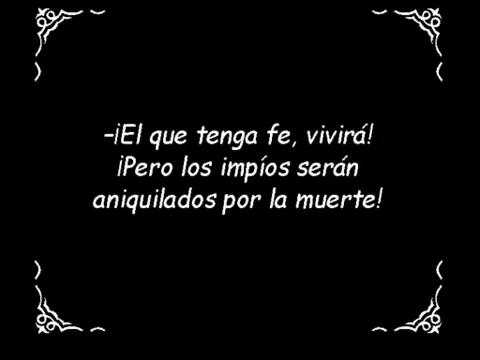 -¡El que tenga fe, vivirá!
¡Pero los impíos serán
aniquilados por la muerte!